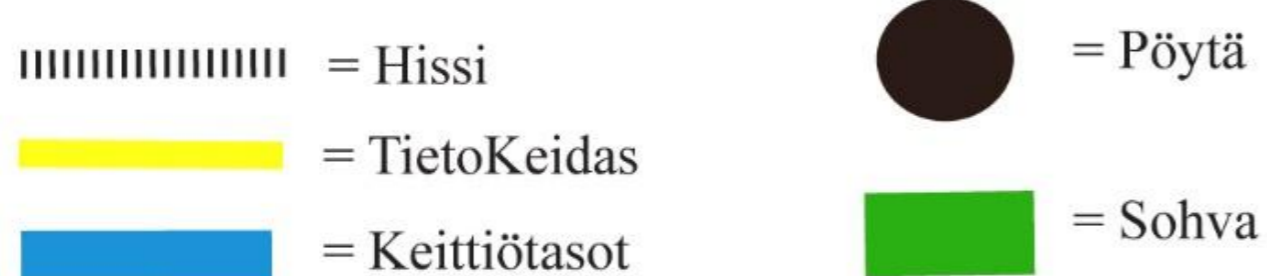 = Hissi
= TietoKeidas
= Keittiötasot
= Pöytä
= Sohva